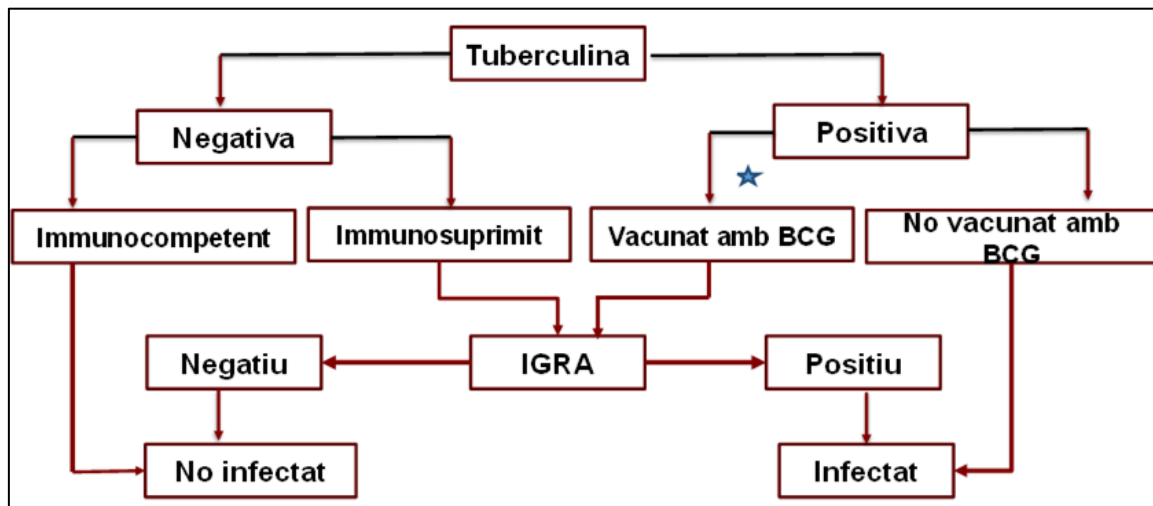 Tuberculina
Negativa
Positiva
Immunocompetent
Immunosuprimit
Vacunat amb BCG
No vacunat amb
BCG
Negatiu
IGRA
Positiu
No infectat
Infectat